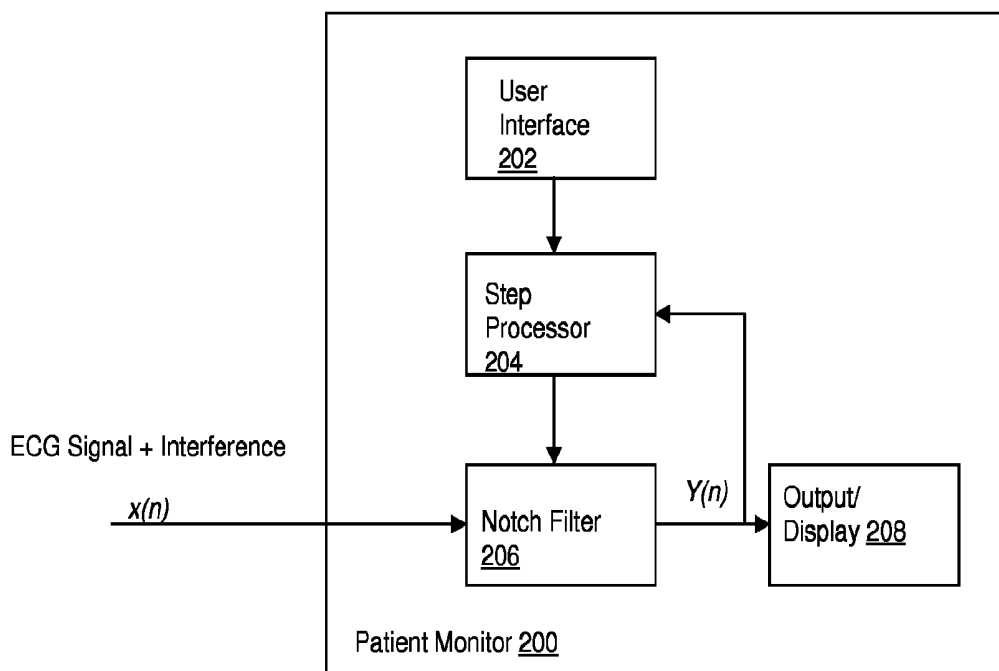 User
Interface
202
Step
Processor
204
ECG Signal + Interference
x(n)
Notch Filter
206
Y(n)
Output/
Display 208
Patient Monitor 200